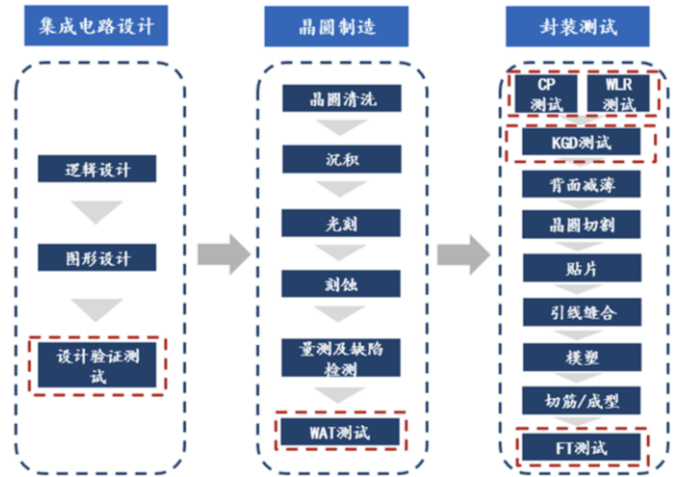 集成电路设计
逻辑设计
图形设计
设计验证测
试
晶圆制造
晶圆清洗
沉积
光刻
刻蚀
量测及缺陷
检测
WAT测试
封装测试
CP
测试
WLR
测试
KGD测试
背面减薄
晶圆切割
贴片
引线缝合
模塑
切筋/成型
FT测试